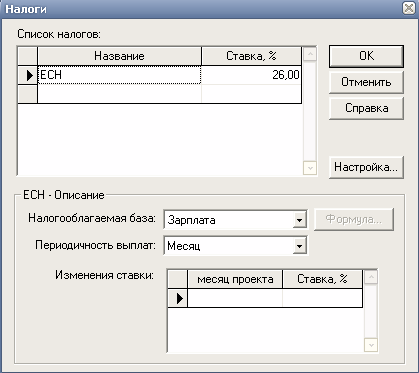 Налоги
Список налогов:
Название Ставка, %
ЕСН 26,00
OK
Отменить
Справка
Настройка...
ЕСН - Описание
Налогооблагаемая база: Зарплата Формула...
Периодичность выплат: Месяц
Изменения ставки: месяц проекта Ставка, %